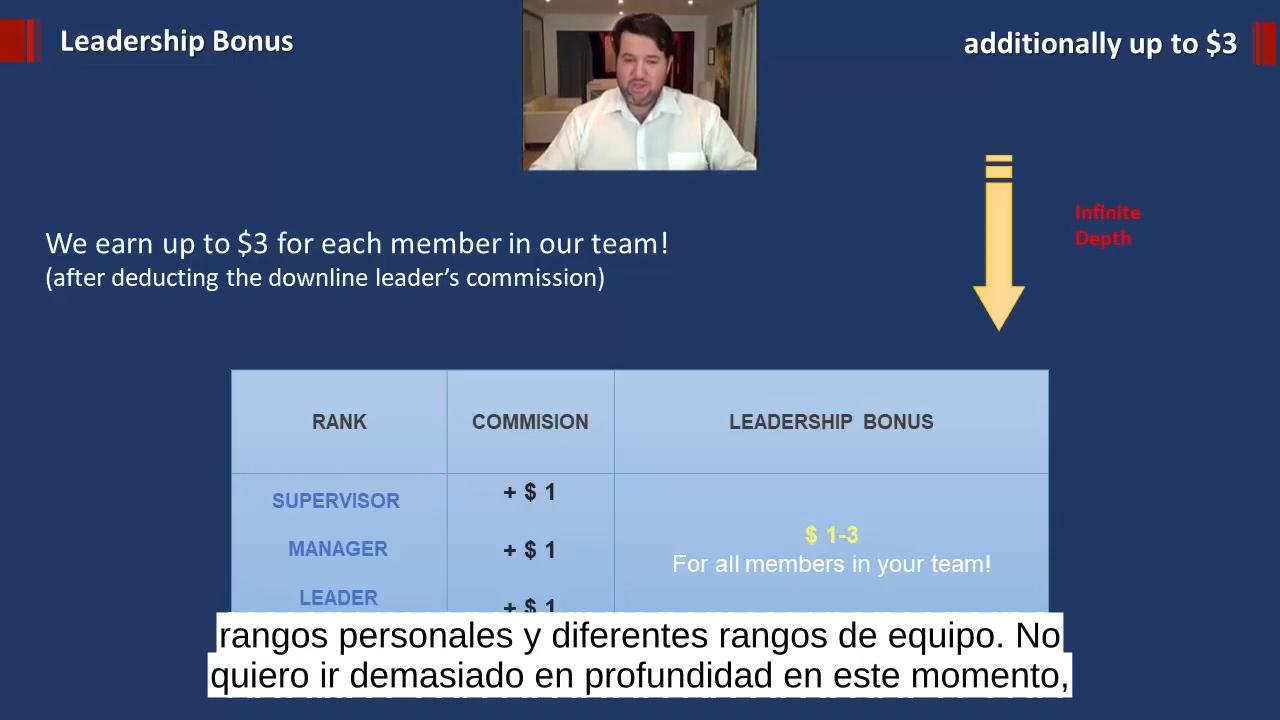 Leadership Bonus
additionally up to $3
Infinite
Depth
We earn up to $3 for each member in our team!
(after deducting the downline leader’s commission)
RANK
COMMISION
LEADERSHIP BONUS
SUPERVISOR
+ $ 1
MANAGER
+ $ 1
LEADER
+ $ 1
$ 1-3
For all members in your team!
rangos personales y diferentes rangos de equipo. No
quiero ir demasiado en profundidad en este momento,